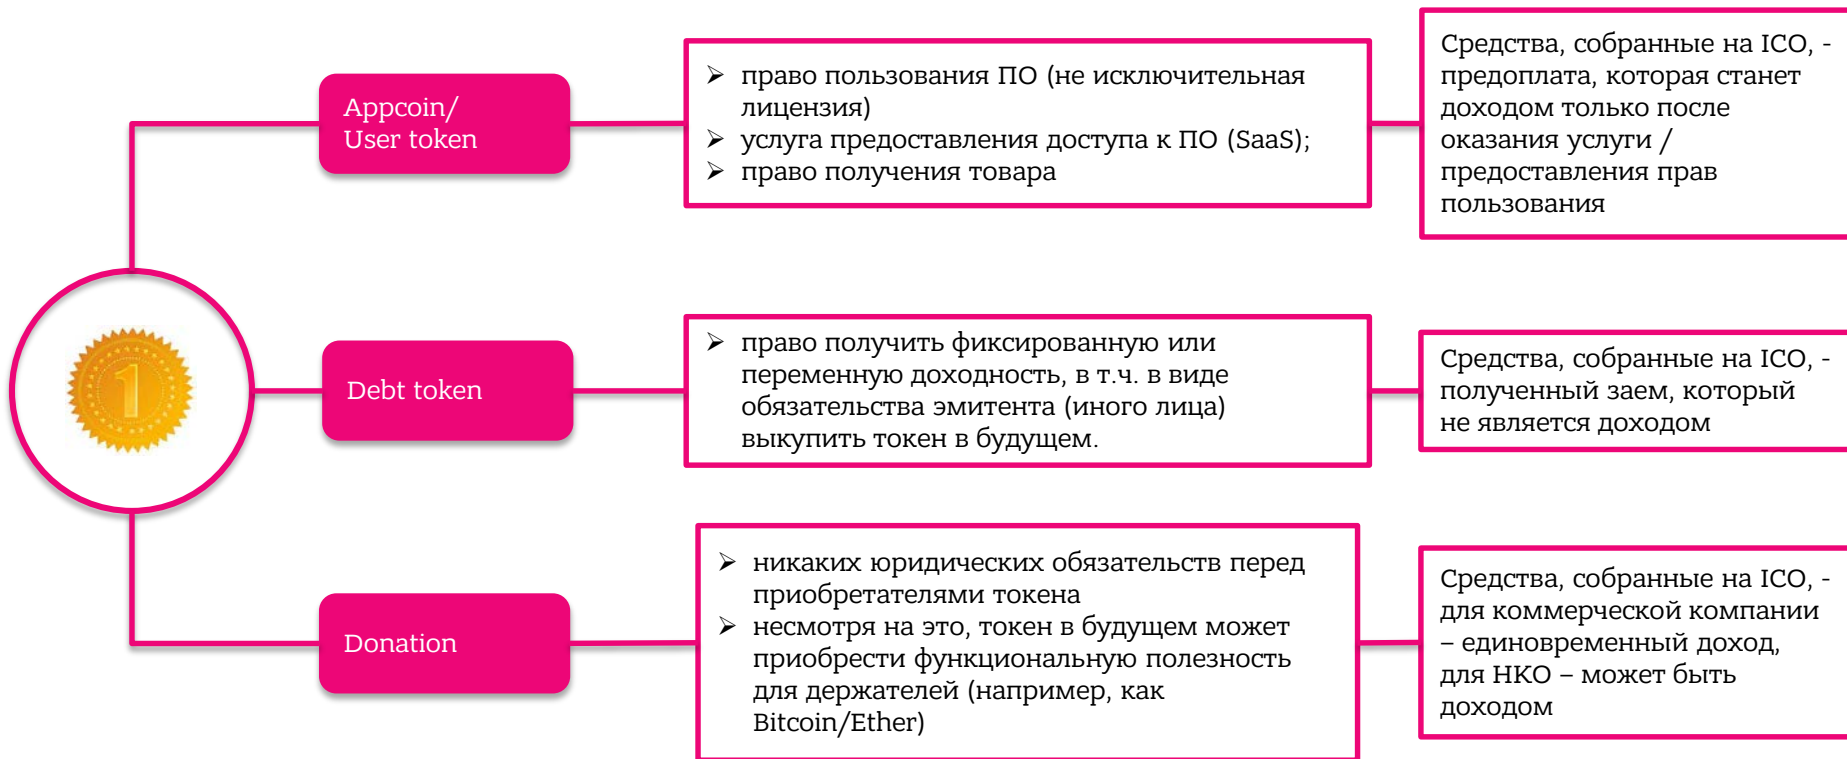 Appcoin/
User token
➢ право пользования ПО (не исключительная
лицензия)
➢ услуга предоставления доступа к ПО (SaaS);
➢ право получения товара
Средства, собранные на ICO, -
предоплата, которая станет
доходом только после
оказания услуги /
предоставления прав
пользования
1
Debt token
➢ право получить фиксированную или
переменную доходность, в т.ч. в виде
обязательства эмитента (иного лица)
выкупить токен в будущем.
Средства, собранные на ICO, -
полученный заем, который
не является доходом
Donation
➢ никаких юридических обязательств перед
приобретателями токена
➢ несмотря на это, токен в будущем может
приобрести функциональную полезность
для держателей (например, как
Bitcoin/Ether)
Средства, собранные на ICO, -
для коммерческой компании
– единовременный доход,
для НКО – может быть
доходом